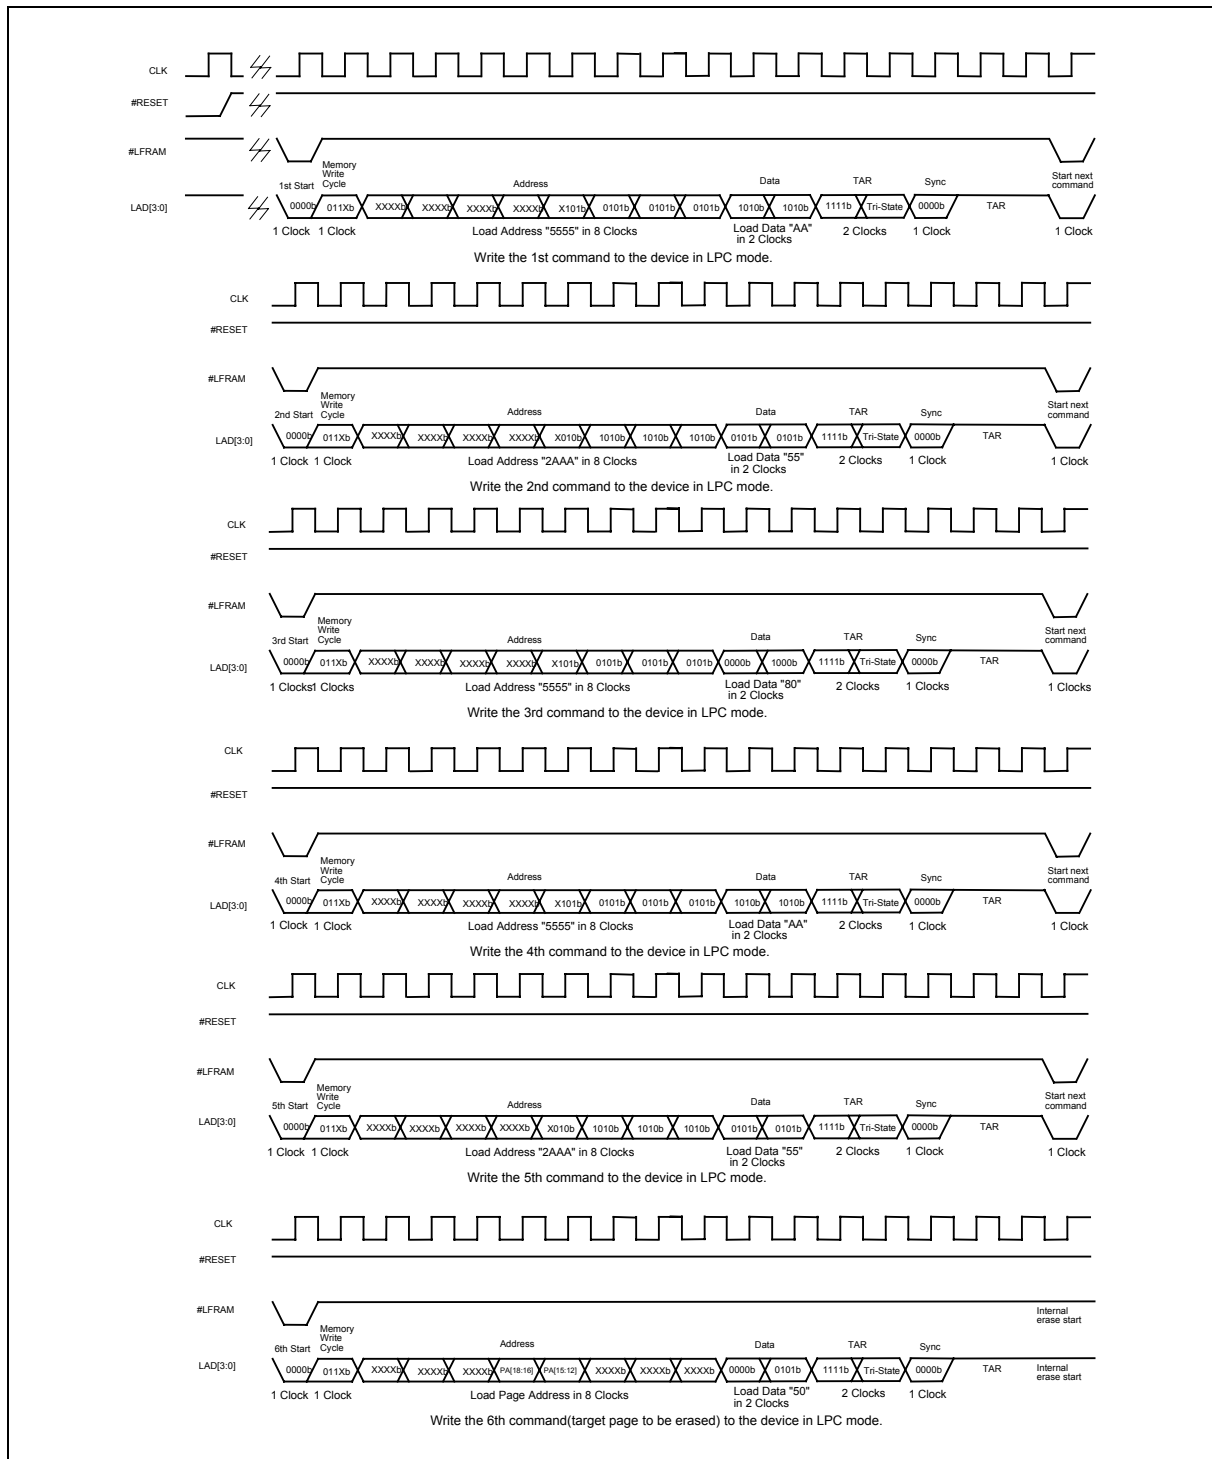 CLK
#RESET
#LFRAM
Memory
Write
Cycle
1st Start Address Data TAR Sync Start next
command
LAD[3:0] 0000b 011Xb XXXXb XXXXb XXXXb XXXXb X101b 0101b 0101b 0101b 1010b 1010b 1111b Tri-State 0000b TAR
1 Clock 1 Clock Load Address "5555" in 8 Clocks Load Data "AA"
in 2 Clocks 2 Clocks 1 Clock 1 Clock
Write the 1st command to the device in LPC mode.
CLK
#RESET
#LFRAM
Memory
Write
Cycle
2nd Start Address Data TAR Sync Start next
command
LAD[3:0] 0000b 011Xb XXXXb XXXXb XXXXb XXXXb X010b 1010b 1010b 1010b 0101b 0101b 1111b Tri-State 0000b TAR
1 Clock 1 Clock Load Address "2AAA" in 8 Clocks Load Data "55"
in 2 Clocks 2 Clocks 1 Clock 1 Clock
Write the 2nd command to the device in LPC mode.
CLK
#RESET
#LFRAM
Memory
Write
Cycle
3rd Start Address Data TAR Sync Start next
command
LAD[3:0] 0000b 011Xb XXXXb XXXXb XXXXb XXXXb X101b 0101b 0101b 0101b 0000b 1000b 1111b Tri-State 0000b TAR
1 Clocks 1 Clocks Load Address "5555" in 8 Clocks Load Data "80"
in 2 Clocks 2 Clocks 1 Clocks 1 Clocks
Write the 3rd command to the device in LPC mode.
CLK
#RESET
#LFRAM
Memory
Write
Cycle
4th Start Address Data TAR Sync Start next
command
LAD[3:0] 0000b 011Xb XXXXb XXXXb XXXXb XXXXb X101b 0101b 0101b 0101b 1010b 1010b 1111b Tri-State 0000b TAR
1 Clock 1 Clock Load Address "5555" in 8 Clocks Load Data "AA"
in 2 Clocks 2 Clocks 1 Clock 1 Clock
Write the 4th command to the device in LPC mode.
CLK
#RESET
#LFRAM
Memory
Write
Cycle
5th Start Address Data TAR Sync Start next
command
LAD[3:0] 0000b 011Xb XXXXb XXXXb XXXXb XXXXb X010b 1010b 1010b 1010b 0101b 0101b 1111b Tri-State 0000b TAR
1 Clock 1 Clock Load Address "2AAA" in 8 Clocks Load Data "55"
in 2 Clocks 2 Clocks 1 Clock 1 Clock
Write the 5th command to the device in LPC mode.
CLK
#RESET
#LFRAM Internal
erase start
Memory
Write
Cycle
6th Start Address Data TAR Sync
LAD[3:0] 0000b 011Xb XXXXb XXXXb XXXXb PA[18:16] PA[15:12] XXXXb XXXXb XXXXb 0000b 0101b 1111b Tri-State 0000b TAR Internal
erase start
1 Clock 1 Clock Load Page Address in 8 Clocks Load Data "50"
in 2 Clocks 2 Clocks 1 Clock
Write the 6th command(target page to be erased) to the device in LPC mode.